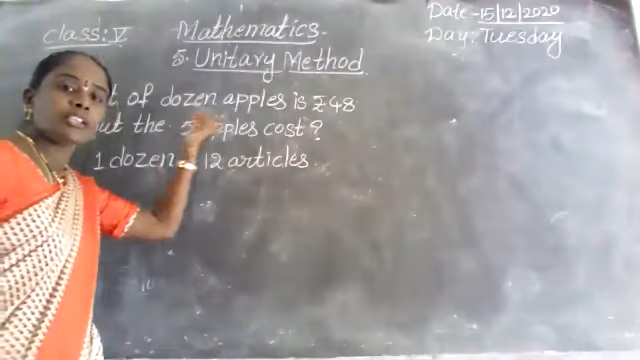 Date - 15/12/2020
Class: V Mathematics.
Day: Tuesday
5. Unitary Method
of dozen apples is ₹48
the 5 cost?
1 dozen 12 articles.